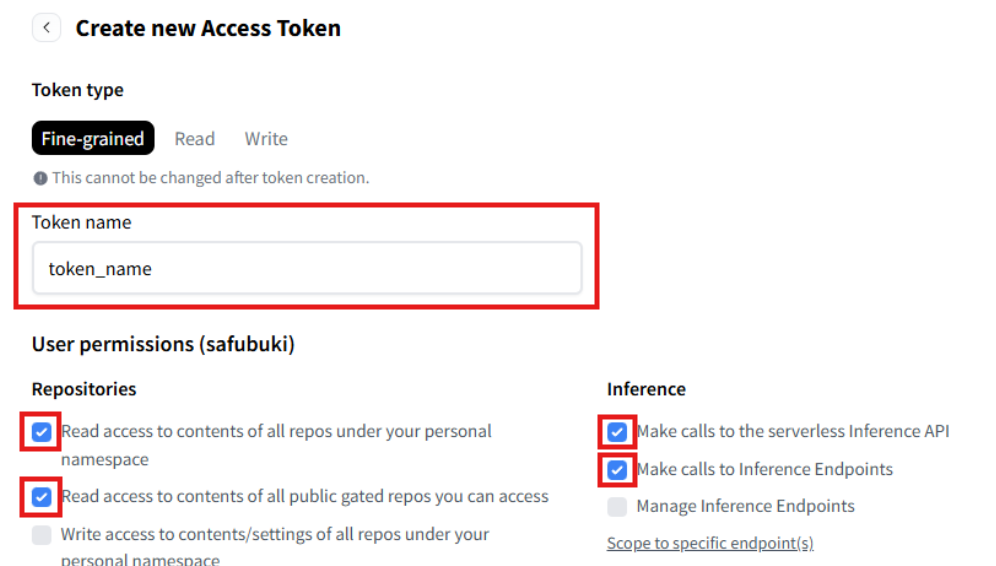 Create new Access Token
Token type
Fine-grained Read Write
This cannot be changed after token creation.
Token name
token_name
User permissions (safubuki)
Repositories
Read access to contents of all repos under your personal
namespace
Read access to contents of all public gated repos you can access
Write access to contents/settings of all repos under your
personal namespace
Inference
Make calls to the serverless Inference API
Make calls to Inference Endpoints
Manage Inference Endpoints
Scope to specific endpoint(s)